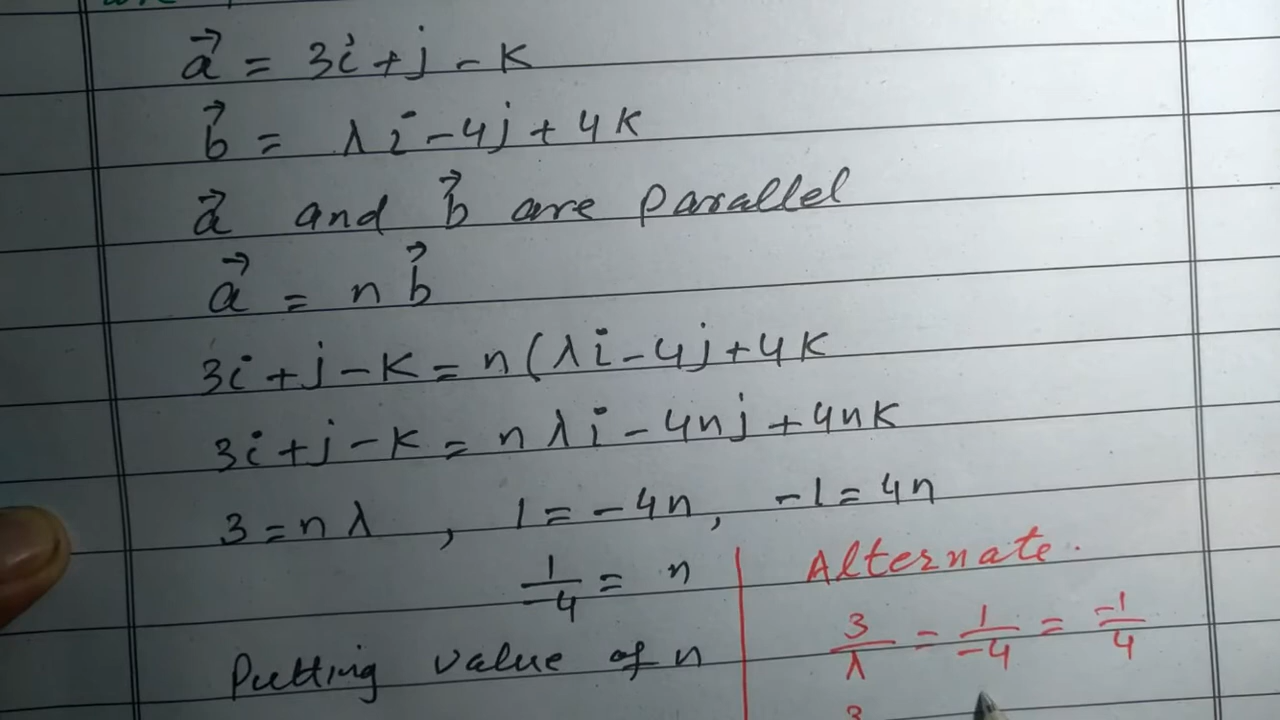 a⃗ = 3i + j - k
b⃗ = λi - 4j + 4k
a⃗ and b⃗ are parallel
a⃗ = n b⃗
3i + j - k = n(λi - 4j + 4k
3i + j - k = nλi - 4nj + 4nk
3 = nλ , 1 = -4n, -1 = 4n
1/-4 = n
Putting value of n
Alternate.
3/λ = 1/-4 = -1/4
3